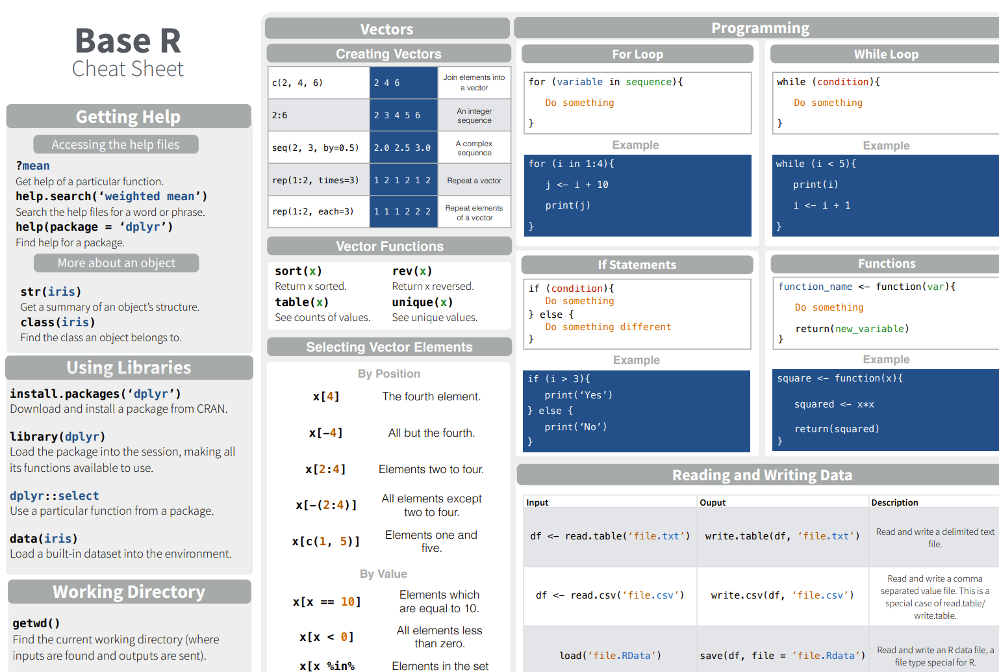 Base R
Cheat Sheet
Getting Help
Accessing the help files
?mean
Get help of a particular function.
help.search(‘weighted mean’)
Search the help files for a word or phrase.
help(package = ‘dplyr’)
Find help for a package.
More about an object
str(iris)
Get a summary of an object’s structure.
class(iris)
Find the class an object belongs to.
Using Libraries
install.packages(‘dplyr’)
Download and install a package from CRAN.
library(dplyr)
Load the package into the session, making all
its functions available to use.
dplyr::select
Use a particular function from a package.
data(iris)
Load a built-in dataset into the environment.
Working Directory
getwd()
Find the current working directory (where
inputs are found and outputs are sent).
Vectors
Creating Vectors
c(2, 4, 6) 2 4 6 Join elements into
a vector
2:6 2 3 4 5 6 An integer
sequence
seq(2, 3, by=0.5) 2.0 2.5 3.0 A complex
sequence
rep(1:2, times=3) 1 2 1 2 1 2 Repeat a vector
rep(1:2, each=3) 1 1 1 2 2 2 Repeat elements
of a vector
Vector Functions
sort(x) rev(x)
Return x sorted. Return x reversed.
table(x) unique(x)
See counts of values. See unique values.
Selecting Vector Elements
By Position
x[4] The fourth element.
x[-4] All but the fourth.
x[2:4] Elements two to four.
x[-(2:4)] All elements except
two to four.
x[c(1, 5)] Elements one and
five.
By Value
x[x == 10] Elements which
are equal to 10.
x[x < 0] All elements less
than zero.
x[x %in% Elements in the set
Programming
For Loop
for (variable in sequence){
Do something
}
Example
for (i in 1:4){
j <- i + 10
print(j)
}
While Loop
while (condition){
Do something
}
Example
while (i < 5){
print(i)
i <- i + 1
}
If Statements
if (condition){
Do something
} else {
Do something different
}
Example
if (i > 3){
print(‘Yes’)
} else {
print(‘No’)
}
Functions
function_name <- function(var){
Do something
return(new_variable)
}
Example
square <- function(x){
squared <- x*x
return(squared)
}
Reading and Writing Data
Input Ouput Description
df <- read.table(‘file.txt’) write.table(df, ‘file.txt’) Read and write a delimited text
file.
df <- read.csv(‘file.csv’) write.csv(df, ‘file.csv’) Read and write a comma
separated value file. This is a
special case of read.table/
write.table.
load(‘file.RData’) save(df, file = ’file.Rdata’) Read and write an R data file, a
file type special for R.